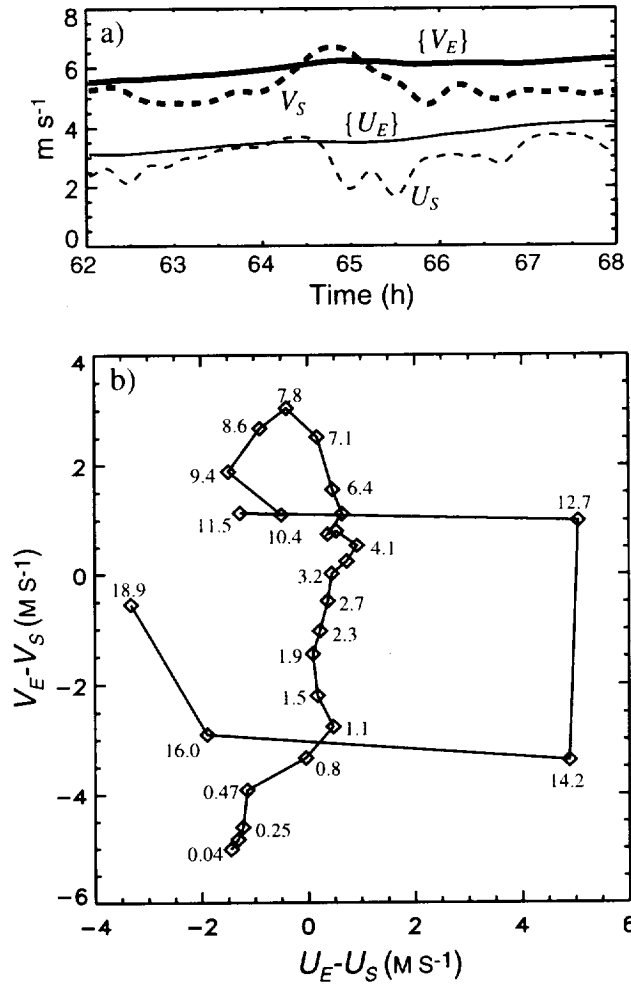 a)
8
6
4
2
0
m s-1
{V_E}
V_S
{U_E}
U_S
62 63 64 65 66 67 68
Time (h)
b)
4
2
0
-2
-4
-6
V_E-V_S (M S-1)
7.8
8.6
7.1
9.4
6.4
12.7
11.5
10.4
4.1
18.9
3.2
2.7
2.3
1.9
1.5
1.1
16.0
0.8
14.2
0.47
0.25
0.04
-4 -2 0 2 4 6
U_E-U_S (M S-1)